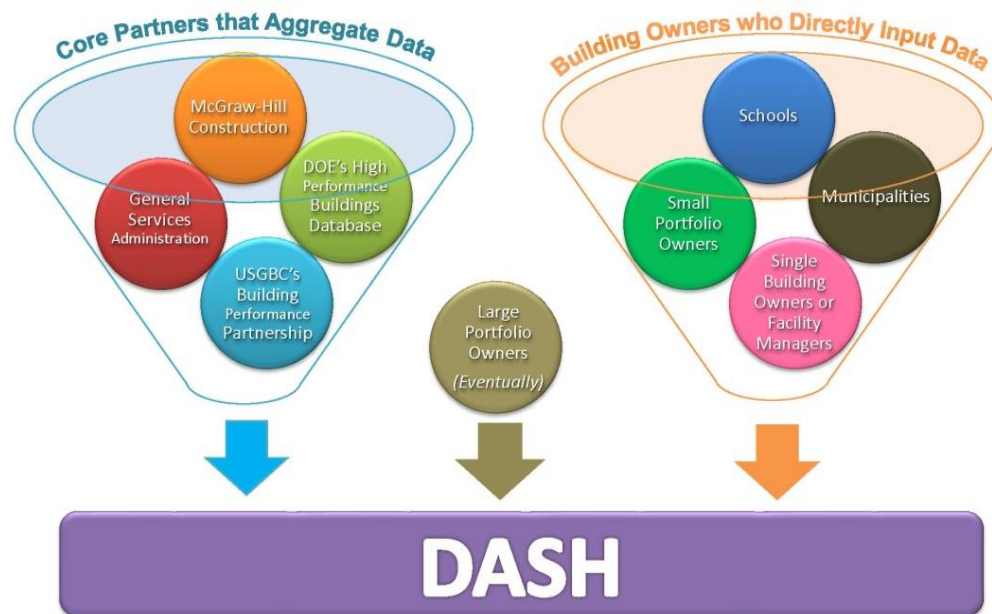 Core Partners that Aggregate Data
McGraw-Hill
Construction
General
Services
Administration
DOE's High
Performance
Buildings
Database
USGBC's
Building
Performance
Partnership
Large
Portfolio
Owners
(Eventually)
Building Owners who Directly Input Data
Schools
Small
Portfolio
Owners
Municipalities
Single
Building
Owners or
Facility
Managers
DASH